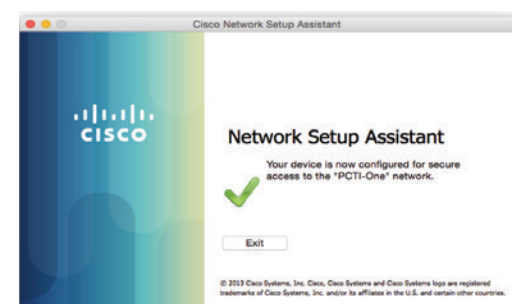 Cisco Network Setup Assistant
CISCO
Network Setup Assistant
Your device is now configured for secure
access to the "PCTI-One" network.
Exit
© 2013 Cisco Systems, Inc. Cisco, Cisco Systems and Cisco Systems logo are registered
trademarks of Cisco Systems, Inc. and/or its affiliates in the U.S. and certain other countries.